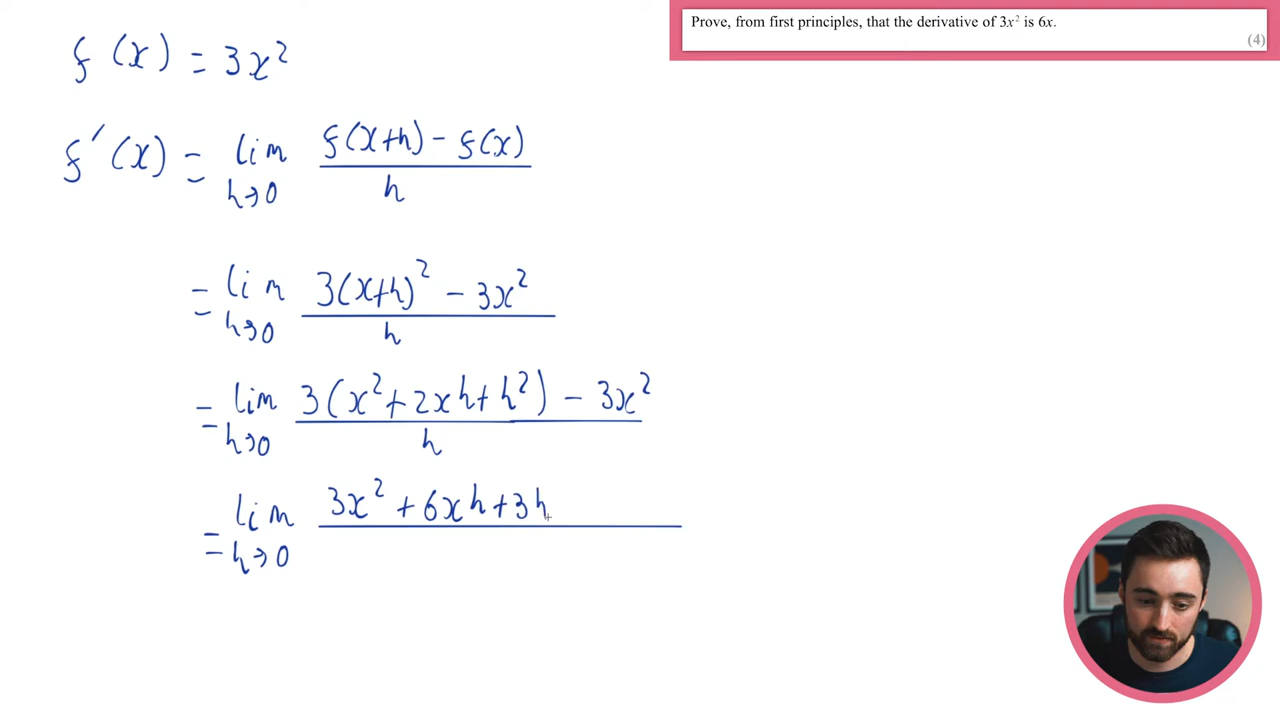 Prove, from first principles, that the derivative of 3x² is 6x.
(4)
f(x) = 3x²
f'(x) = lim h→0 f(x+h) − f(x) / h
= lim h→0 3(x+h)² − 3x² / h
= lim h→0 3(x²+2xh+h²) − 3x² / h
= lim h→0 3x² + 6xh + 3h